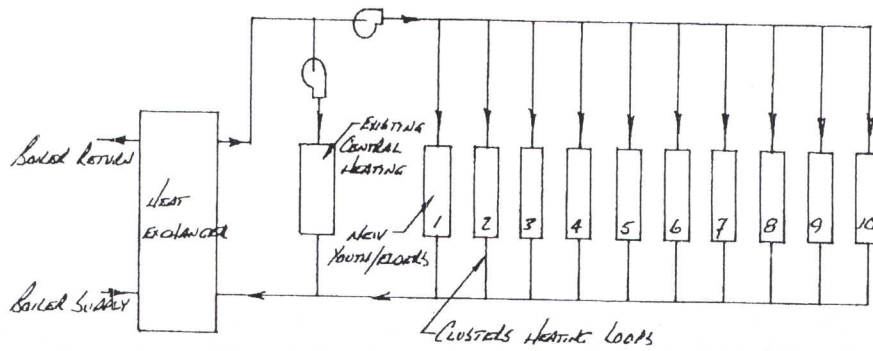 EXISTING
CENTRAL
HEATING
BOILER RETURN
HEAT
EXCHANGER
BOILER SUPPLY
NEW
YOUTH/ELDERS
1 2 3 4 5 6 7 8 9 10
CLUSTERS HEATING LOOPS